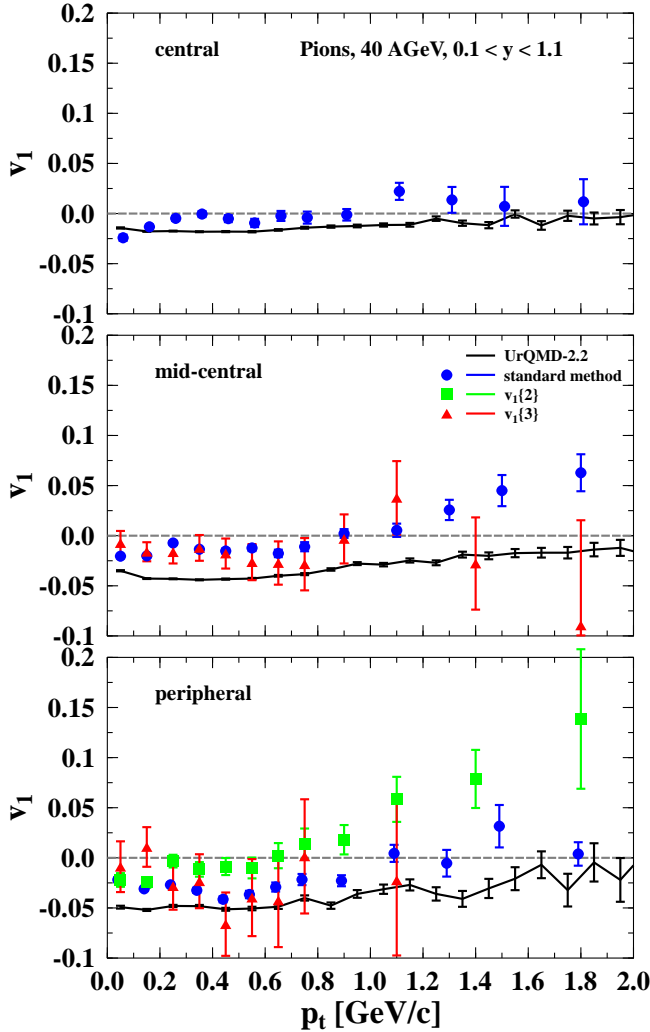 0.2
central
Pions, 40 AGeV, 0.1 < y < 1.1
0.15
0.1
v1
0.05
0.0
-0.05
-0.1
UrQMD-2.2
mid-central
standard method
0.15
v1{2}
v1{3}
0.1
v1
0.05
0.0
-0.05
-0.1
0.2
peripheral
0.15
0.1
v1
0.05
0.0
-0.05
-0.1
0.0 0.2 0.4 0.6 0.8 1.0 1.2 1.4 1.6 1.8 2.0
pt [GeV/c]